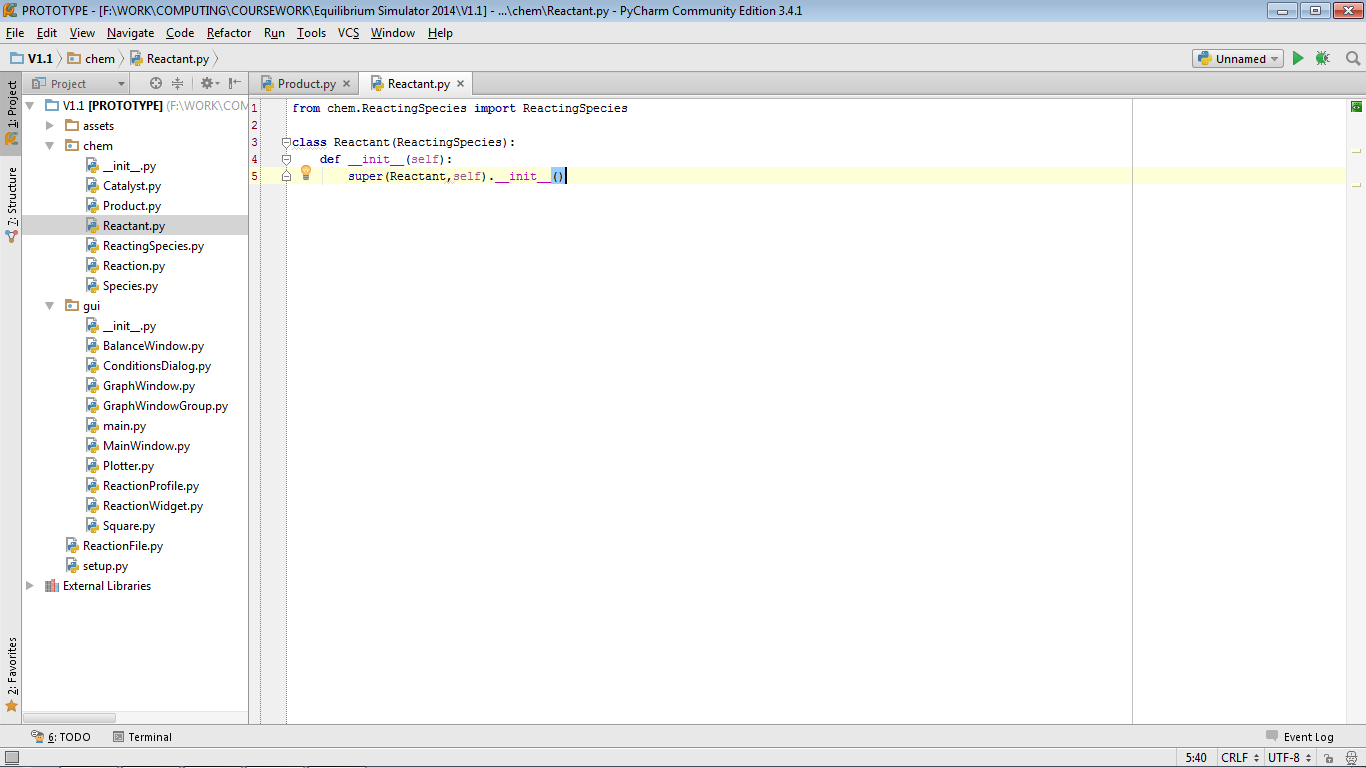 PROTOTYPE - [F:\WORK\COMPUTING\COURSEWORK\Equilibrium Simulator 2014\V1.1] - ...\chem\Reactant.py - PyCharm Community Edition 3.4.1
File Edit View Navigate Code Refactor Run Tools VCS Window Help
V1.1 chem Reactant.py Unnamed
1: Project
7: Structure
2: Favorites
Project
V1.1 [PROTOTYPE] (F:\WORK\COM
assets
chem
__init__.py
Catalyst.py
Product.py
Reactant.py
ReactingSpecies.py
Reaction.py
Species.py
gui
__init__.py
BalanceWindow.py
ConditionsDialog.py
GraphWindow.py
GraphWindowGroup.py
main.py
MainWindow.py
Plotter.py
ReactionProfile.py
ReactionWidget.py
Square.py
ReactionFile.py
setup.py
External Libraries
Product.py Reactant.py
1 from chem.ReactingSpecies import ReactingSpecies
2
3 class Reactant(ReactingSpecies):
4 def __init__(self):
5 super(Reactant,self).__init__()
6: TODO Terminal Event Log
5:40 CRLF UTF-8